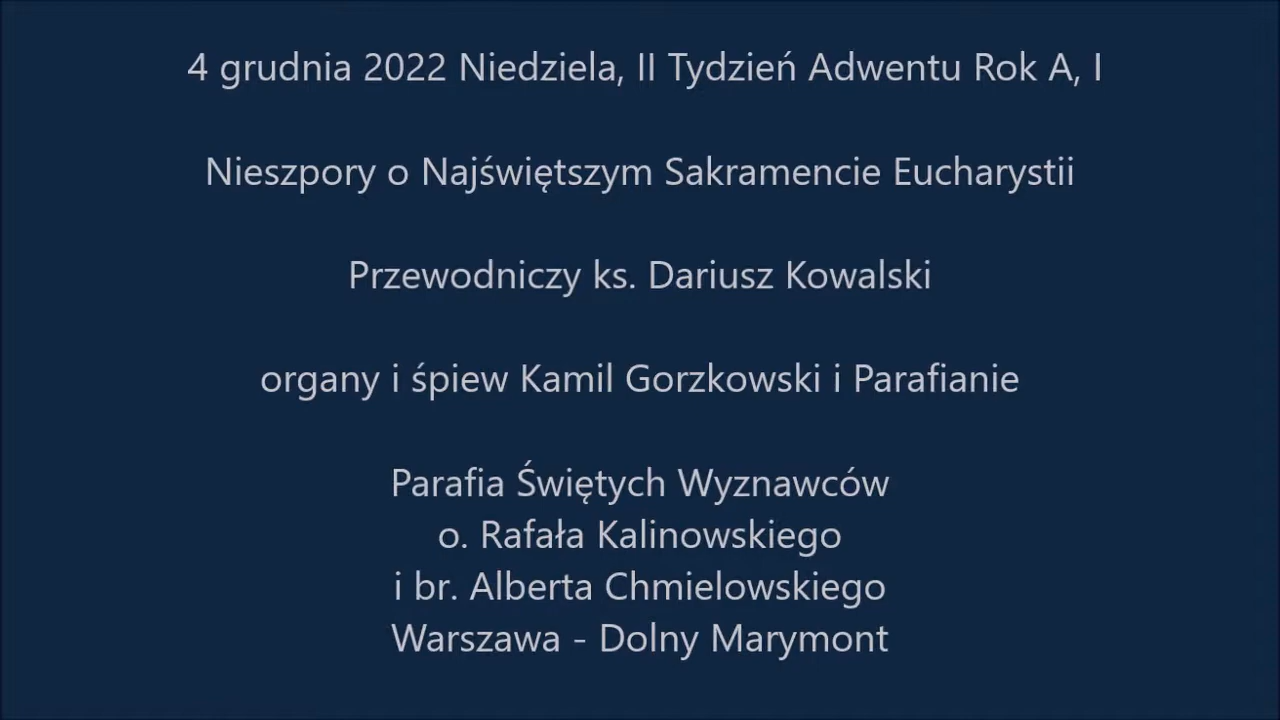 4 grudnia 2022 Niedziela, II Tydzień Adwentu Rok A, I
Nieszpory o Najświętszym Sakramencie Eucharystii
Przewodniczy ks. Dariusz Kowalski
organy i śpiew Kamil Gorzkowski i Parafianie
Parafia Świętych Wyznawców
o. Rafała Kalinowskiego
i br. Alberta Chmielowskiego
Warszawa - Dolny Marymont